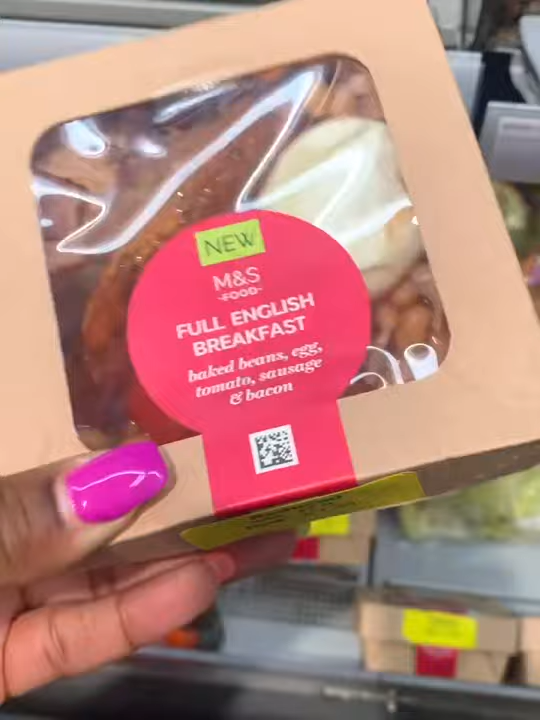 NEW
M&S
-FOOD-
FULL ENGLISH
BREAKFAST
baked beans, egg,
tomato, sausage
& bacon